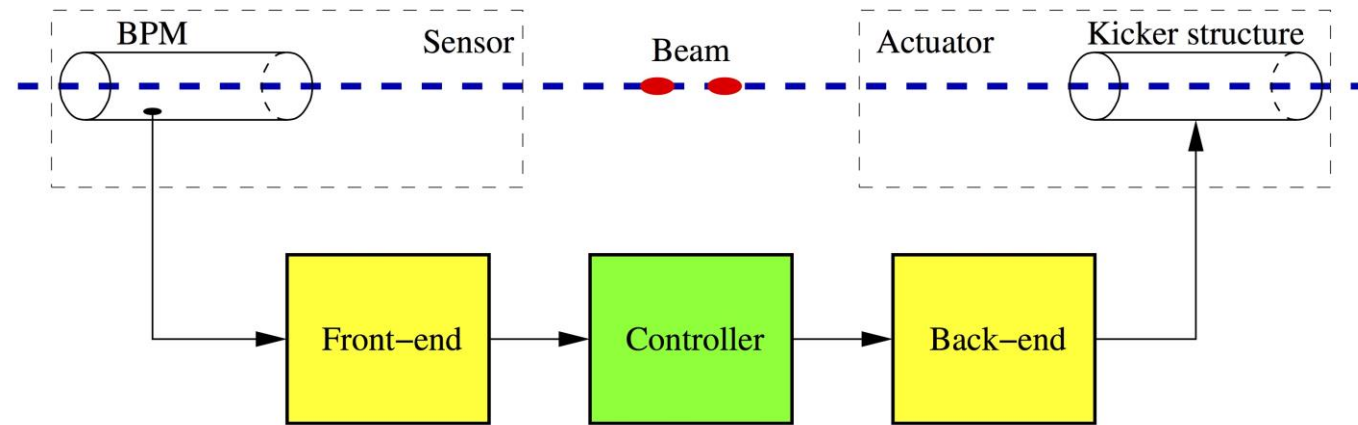 BPM
Sensor
Beam
Actuator
Kicker structure
Front−end
Controller
Back−end